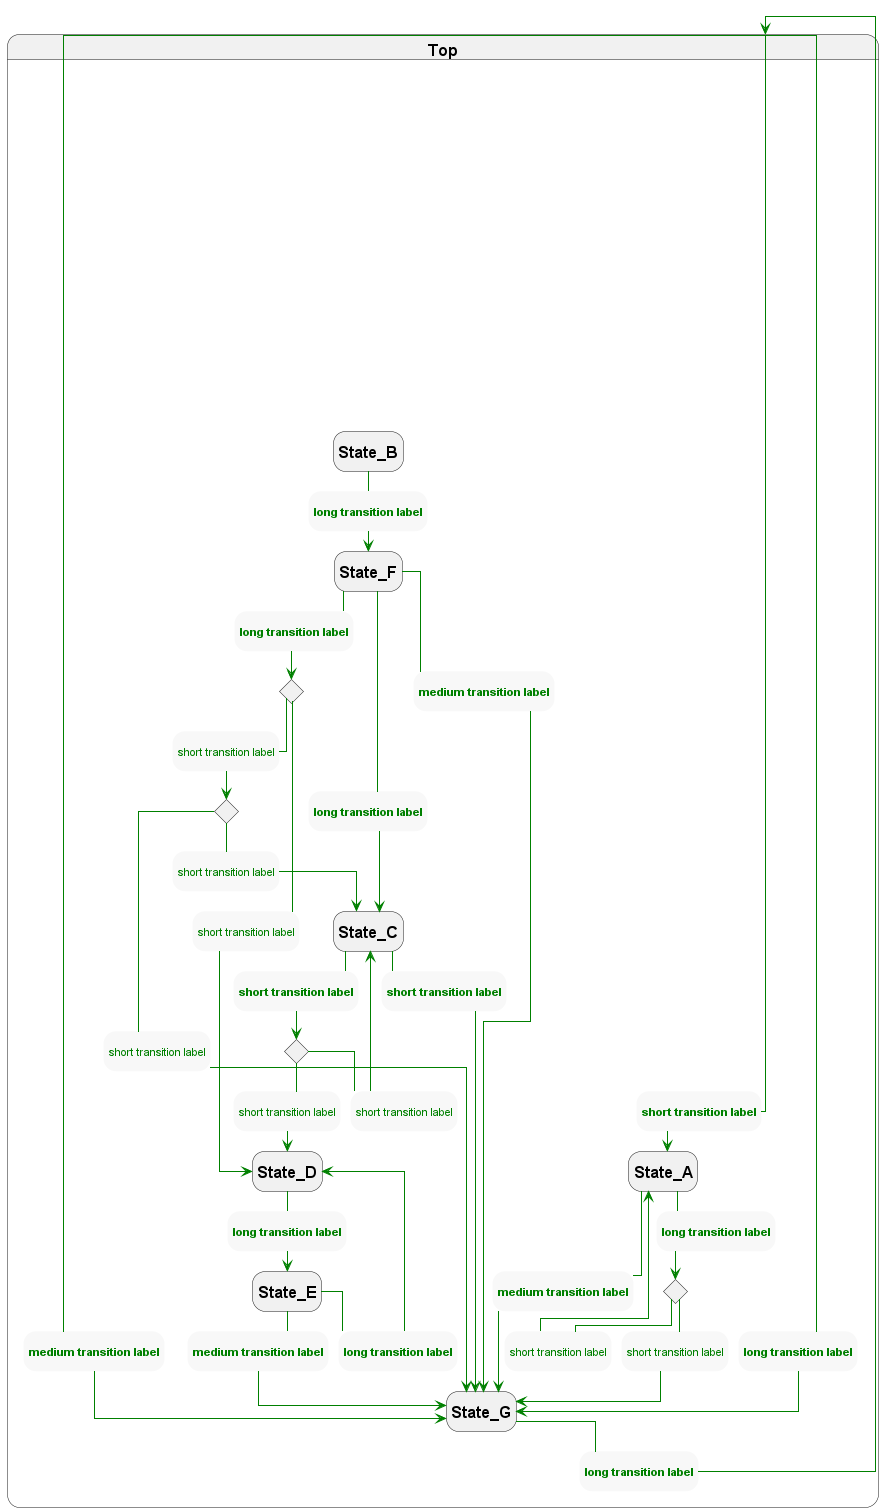 Top
State_B
long transition label
State_F
long transition label
medium transition label
short transition label
long transition label
short transition label
short transition label
State_C
short transition label
short transition label
short transition label
short transition label
short transition label
short transition label
State_D
State_A
long transition label
long transition label
State_E
medium transition label
medium transition label
medium transition label
long transition label
short transition label
short transition label
long transition label
State_G
long transition label